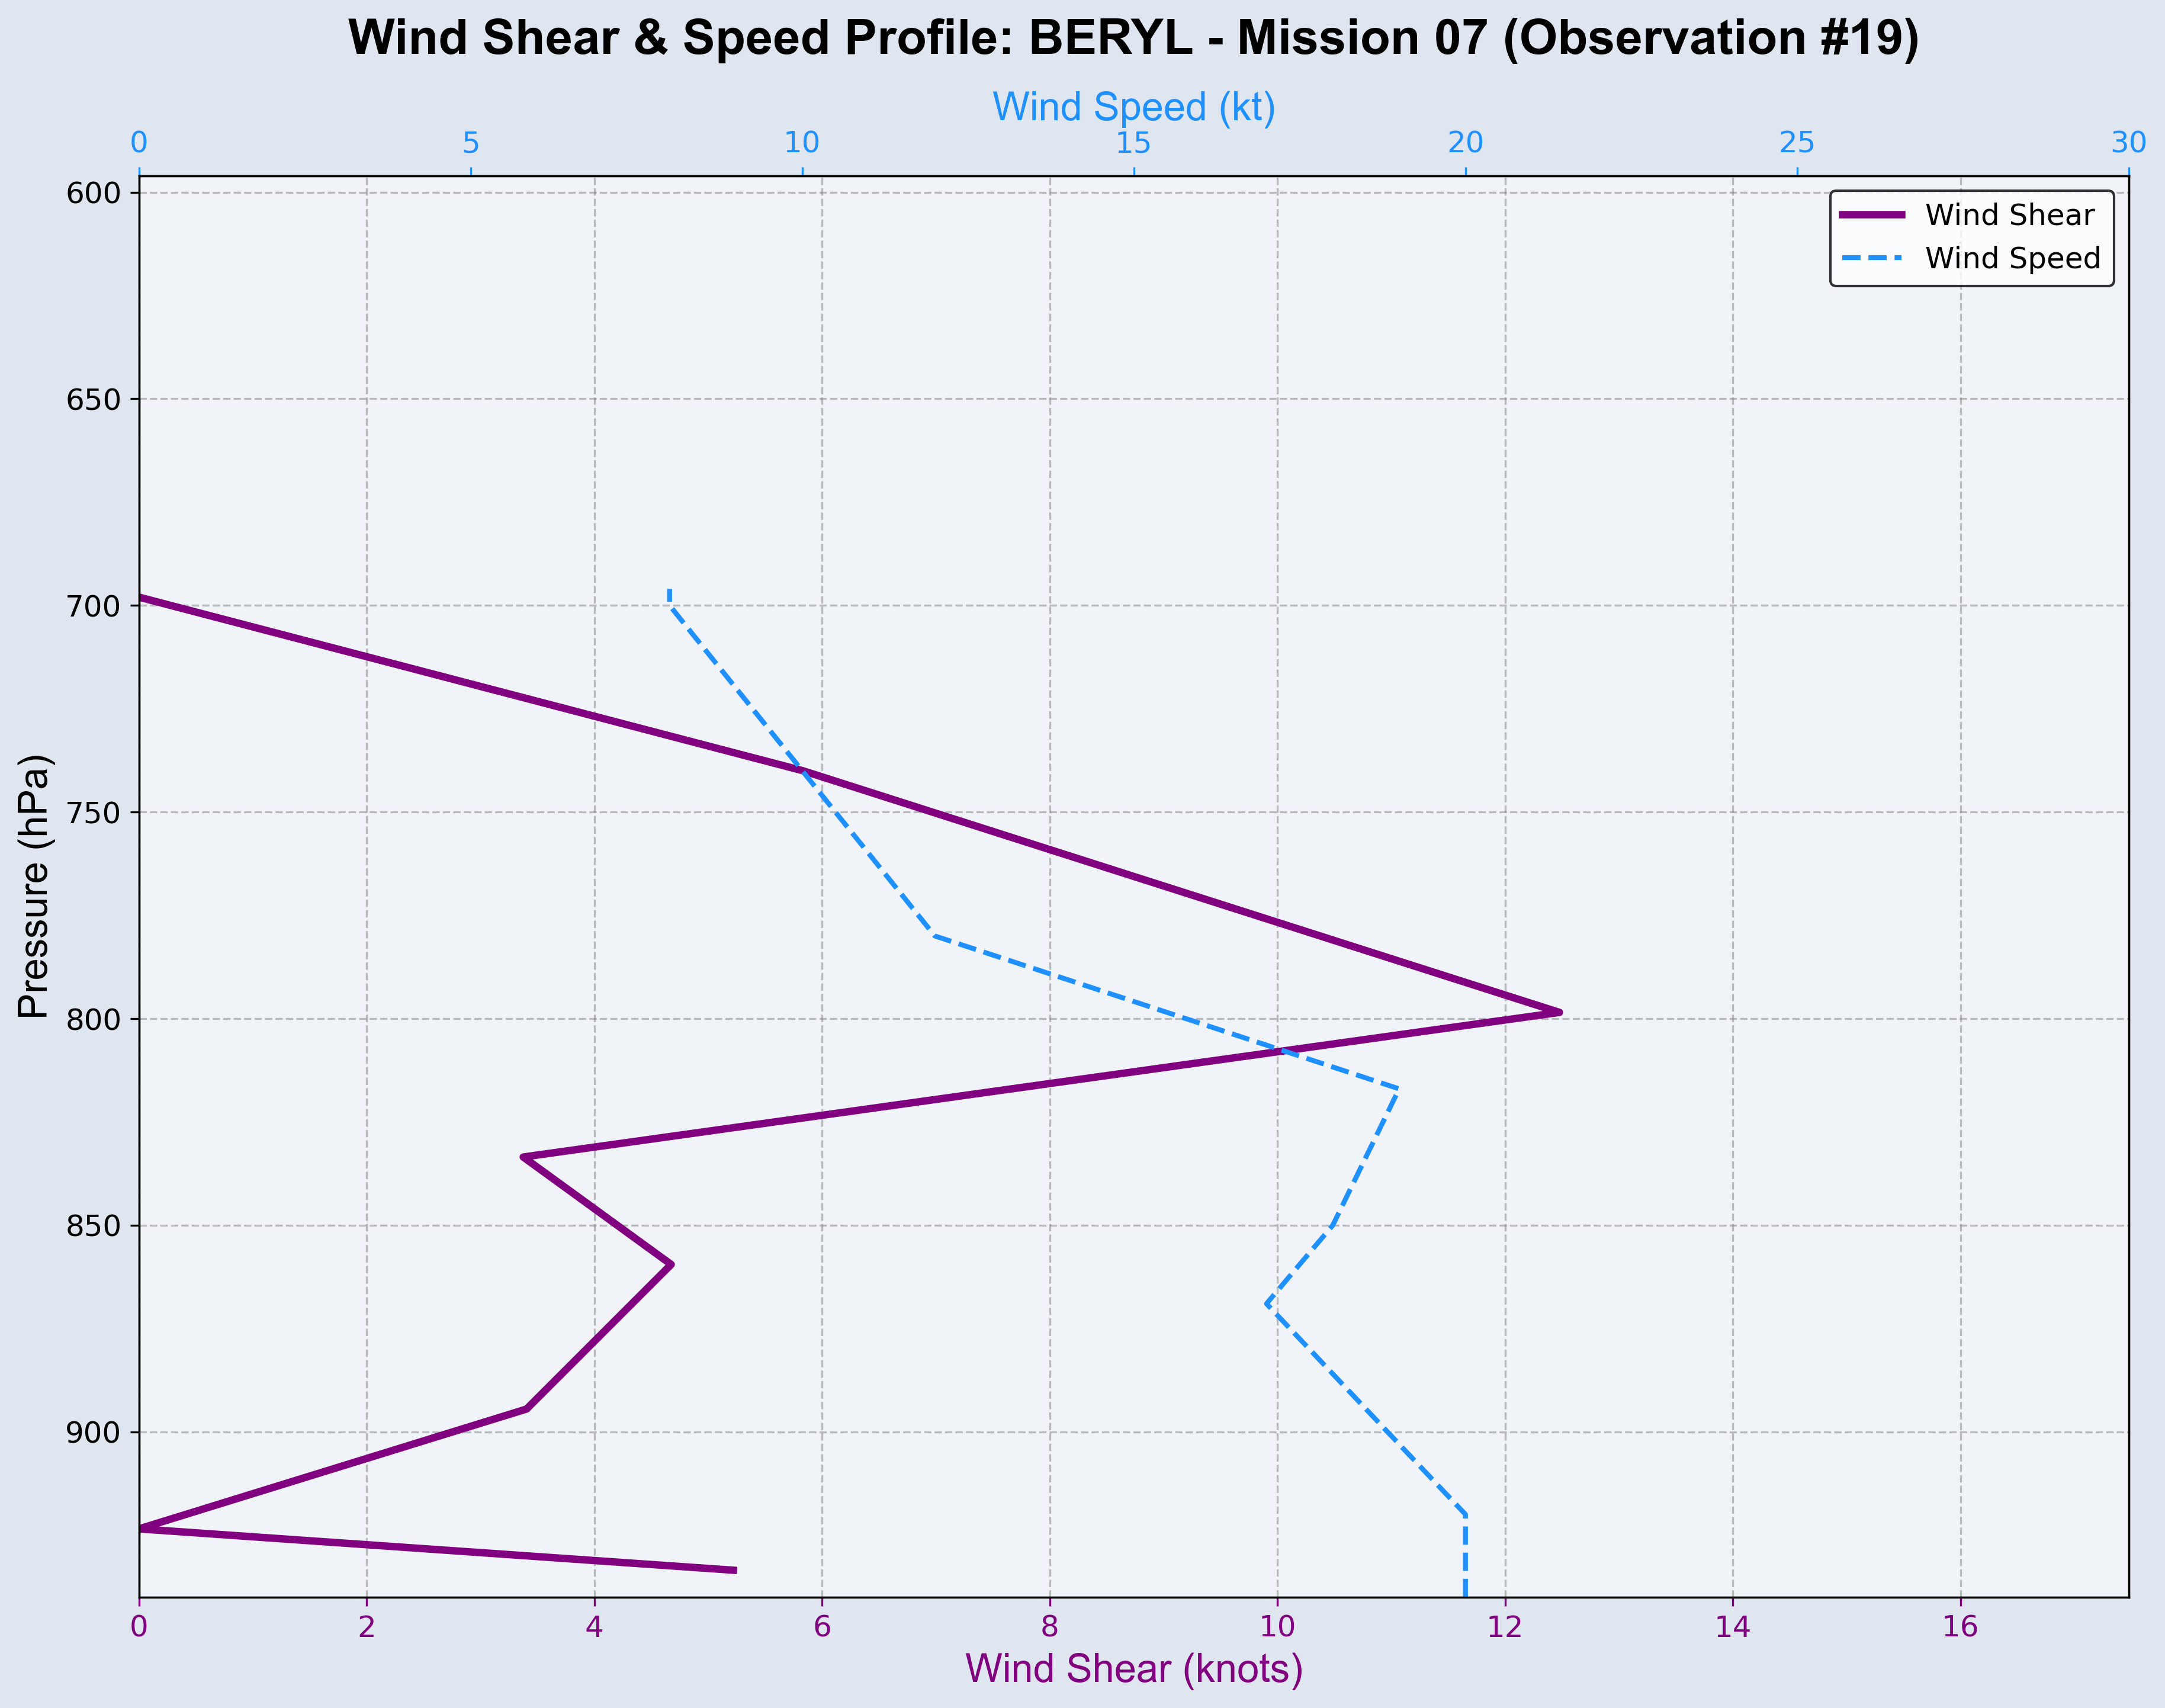 Wind Shear & Speed Profile: BERYL - Mission 07 (Observation #19)
Wind Speed (kt)
0 5 10 15 20 25 30
Wind Shear
Wind Speed
600
650
700
750
800
850
900
Pressure (hPa)
0 2 4 6 8 10 12 14 16
Wind Shear (knots)